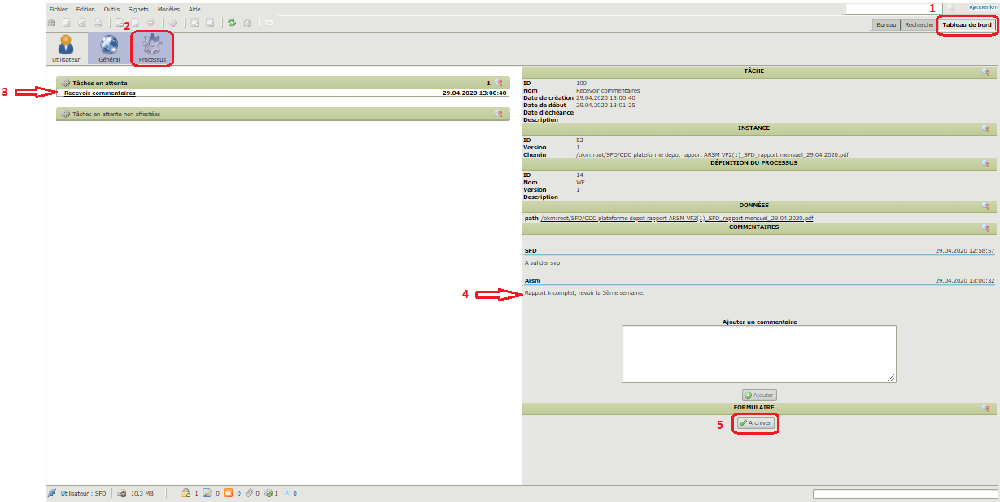 Fichier Edition Outils Signets Modèles Aide
1
openkm
2
Bureau Recherche Tableau de bord
Utilisateur Général Processus
3
Tâches en attente 1
Recevoir commentaires 29.04.2020 13:00:40
Tâches en attente non affectées
TÂCHE
ID 100
Nom Recevoir commentaires
Date de création 29.04.2020 13:00:40
Date de début 29.04.2020 13:01:25
Date d'échéance
Description
INSTANCE
ID 52
Version 1
Chemin /okm:root/SFD/CDC plateforme depot rapport ARSM VF2(1)_SFD_rapport mensuel_29.04.2020.pdf
DÉFINITION DU PROCESSUS
ID 14
Nom WF
Version 1
Description
DONNÉES
path /okm:root/SFD/CDC plateforme depot rapport ARSM VF2(1)_SFD_rapport mensuel_29.04.2020.pdf
COMMENTAIRES
SFD 29.04.2020 12:58:57
A valider svp
Arsm 29.04.2020 13:00:32
4
Rapport incomplet, revoir la 3ème semaine.
Ajouter un commentaire
Ajouter
FORMULAIRE
5
Archiver
Utilisateur : SFD 10.3 MB 1 0 0 0 1 0